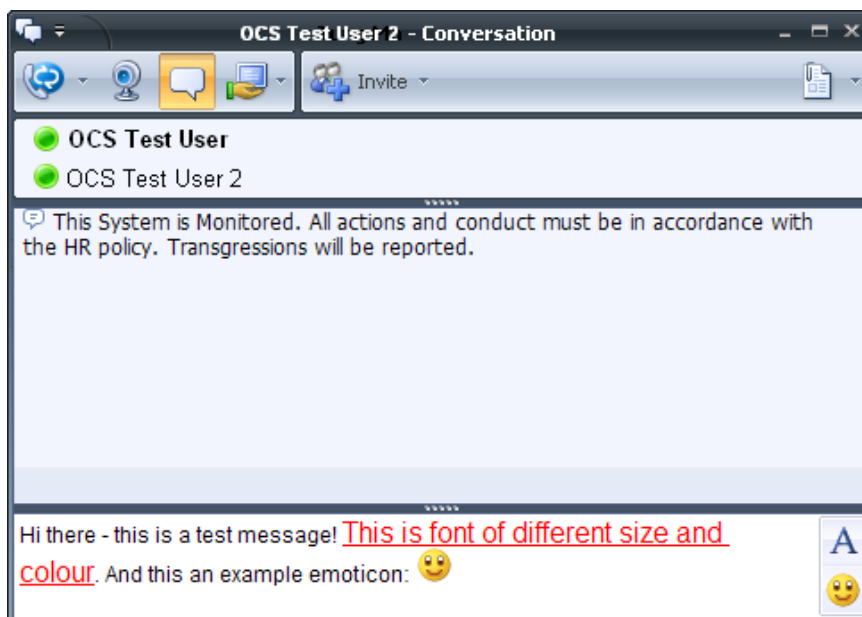 OCS Test User 2 - Conversation
Invite
OCS Test User
OCS Test User 2
This System is Monitored. All actions and conduct must be in accordance with
the HR policy. Transgressions will be reported.
Hi there - this is a test message! This is font of different size and
colour. And this an example emoticon:
A